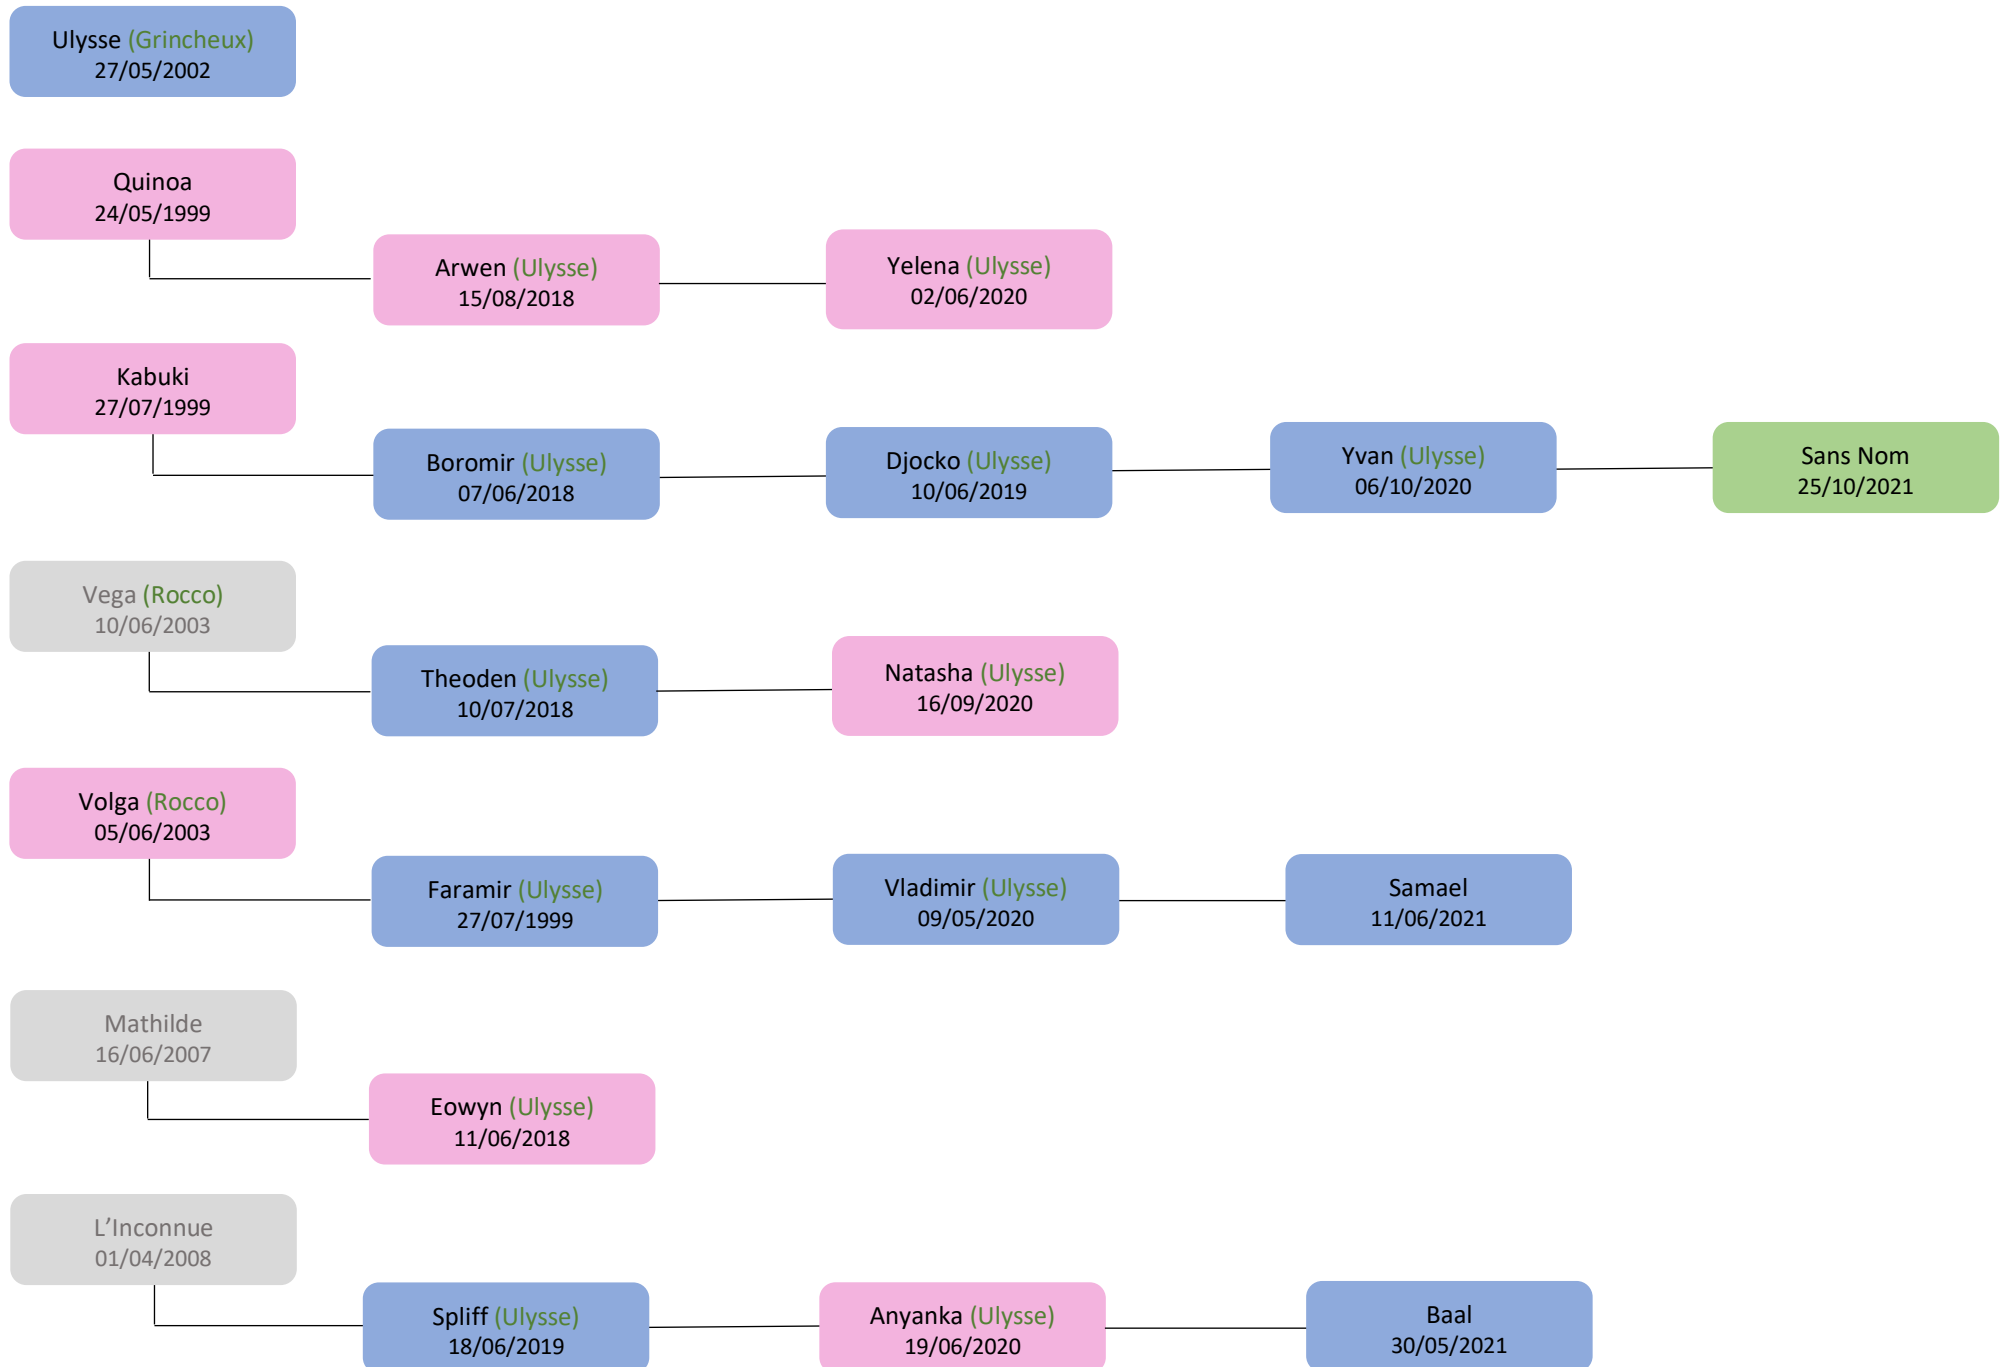 Ulysse (Grincheux)
27/05/2002
Quinoa
24/05/1999
Arwen (Ulysse)
15/08/2018
Yelena (Ulysse)
02/06/2020
Kabuki
27/07/1999
Boromir (Ulysse)
07/06/2018
Djocko (Ulysse)
10/06/2019
Yvan (Ulysse)
06/10/2020
Sans Nom
25/10/2021
Vega (Rocco)
10/06/2003
Theoden (Ulysse)
10/07/2018
Natasha (Ulysse)
16/09/2020
Volga (Rocco)
05/06/2003
Faramir (Ulysse)
27/07/1999
Vladimir (Ulysse)
09/05/2020
Samael
11/06/2021
Mathilde
16/06/2007
Eowyn (Ulysse)
11/06/2018
L’Inconnue
01/04/2008
Spliff (Ulysse)
18/06/2019
Anyanka (Ulysse)
19/06/2020
Baal
30/05/2021